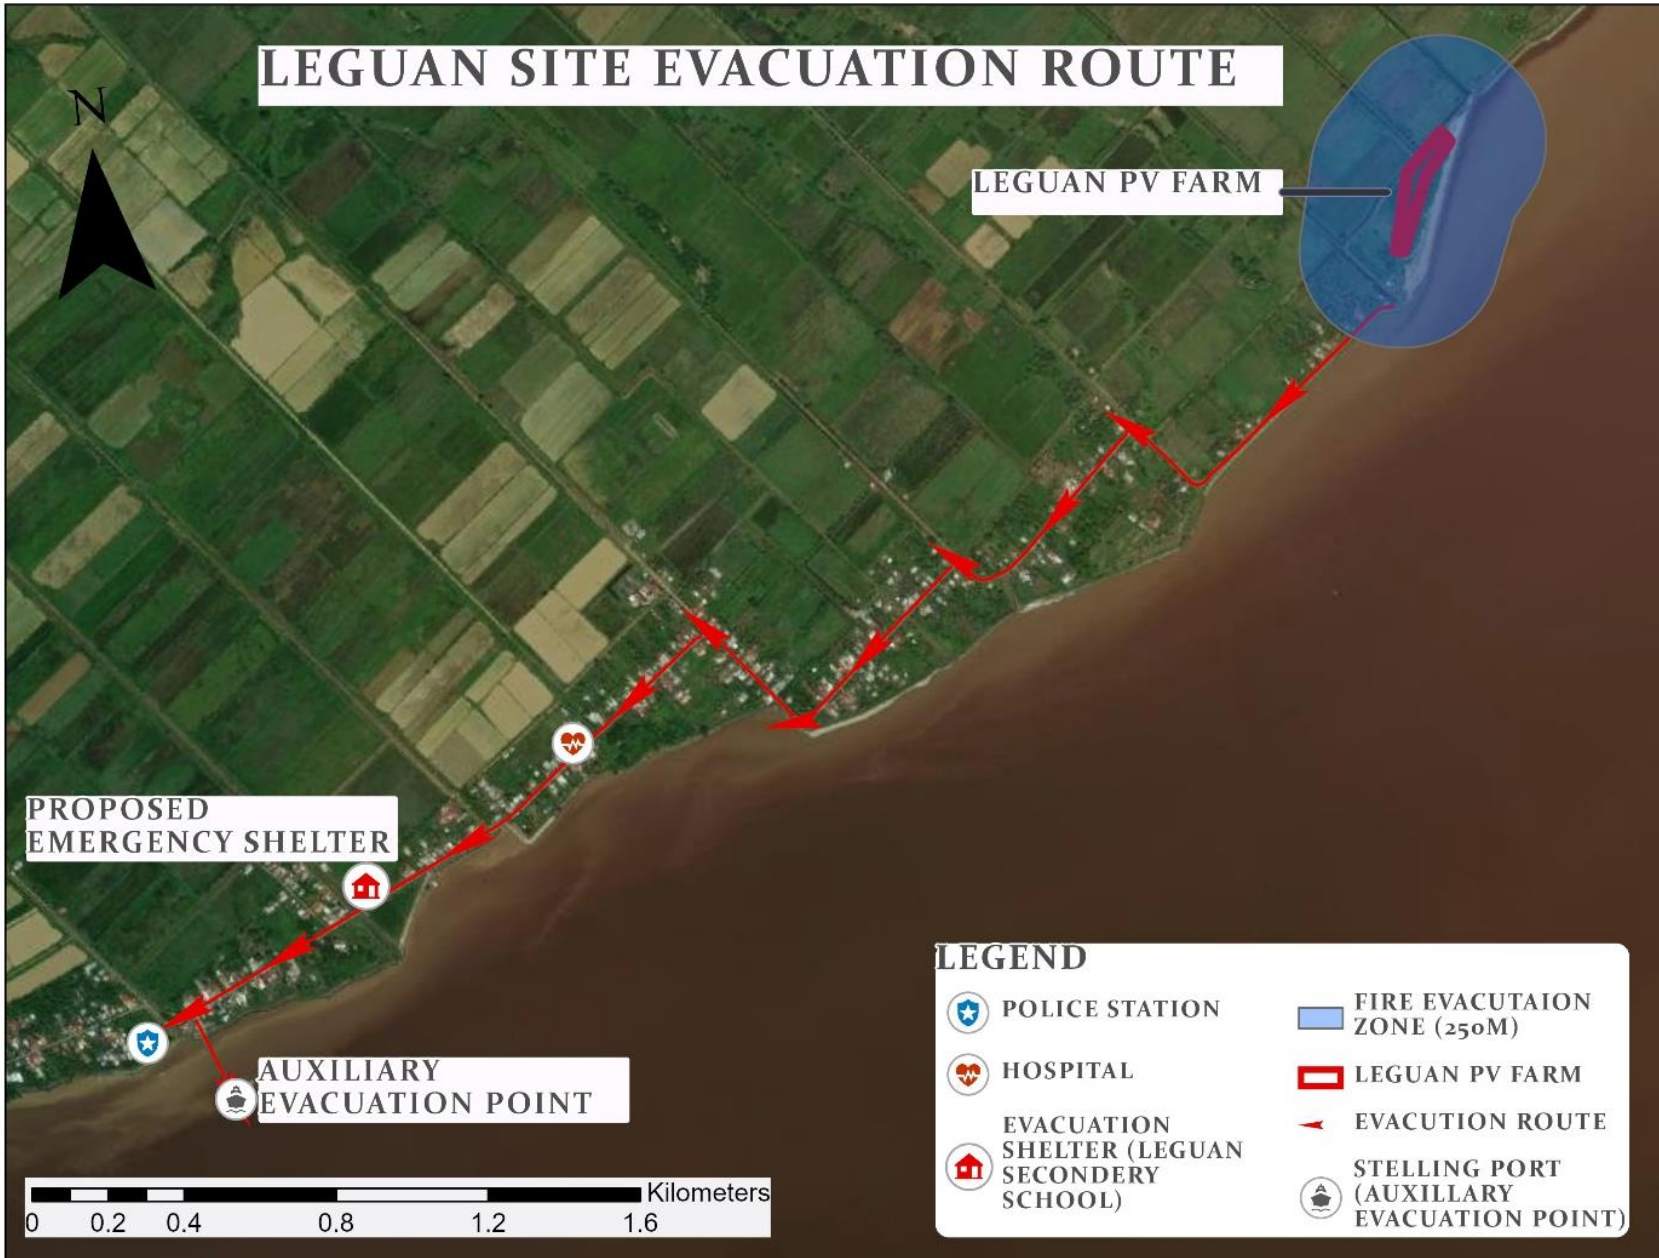 LEGUAN SITE EVACUATION ROUTE
N
LEGUAN PV FARM
PROPOSED
EMERGENCY SHELTER
AUXILIARY
EVACUATION POINT
Kilometers
0 0.2 0.4 0.8 1.2 1.6
LEGEND
POLICE STATION
HOSPITAL
EVACUATION
SHELTER (LEGUAN
SECONDERY
SCHOOL)
FIRE EVACUTAION
ZONE (250M)
LEGUAN PV FARM
EVACUTION ROUTE
STELLING PORT
(AUXILLARY
EVACUATION POINT)